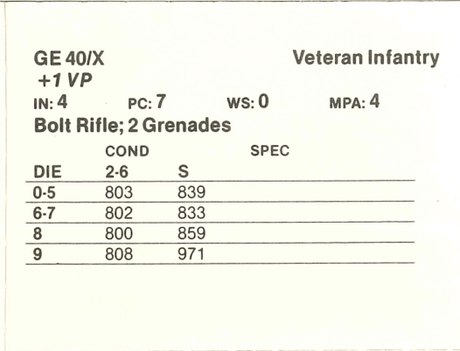 GE 40/X Veteran Infantry
+1 VP
IN: 4 PC: 7 WS: 0 MPA: 4
Bolt Rifle; 2 Grenades
COND SPEC
DIE 2-6 S
0-5 803 839
6-7 802 833
8 800 859
9 808 971